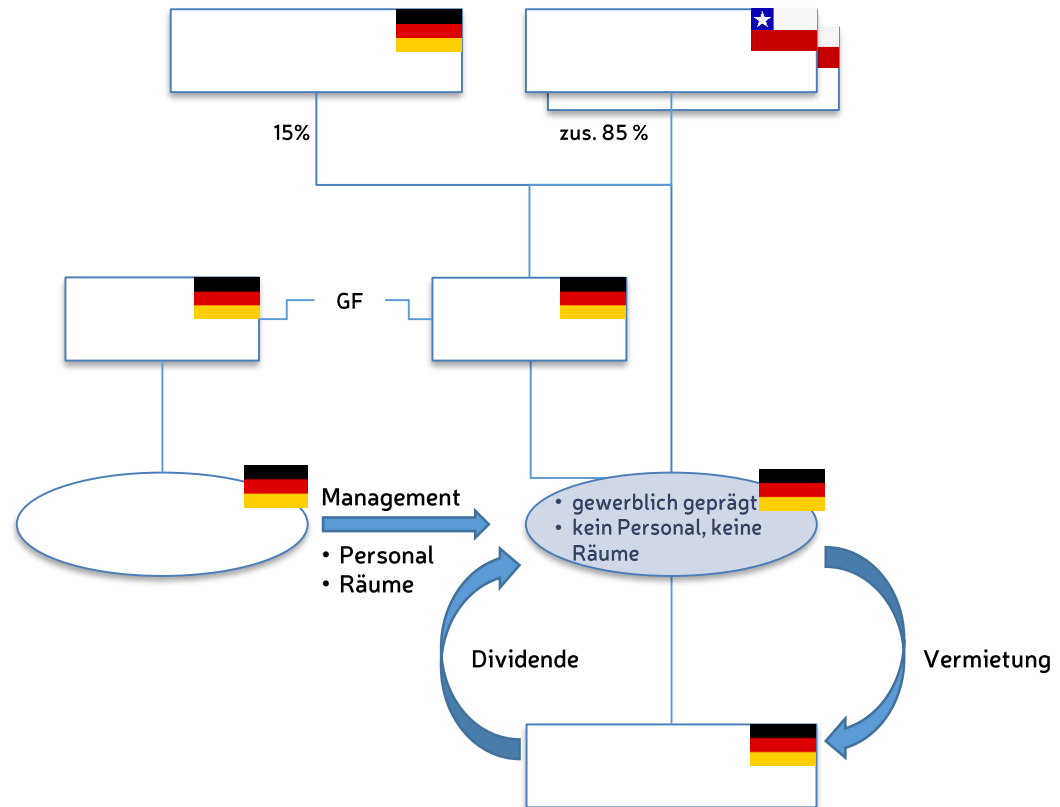 15%
zus. 85 %
GF
Management
• Personal
• Räume
• gewerblich geprägt
• kein Personal, keine
Räume
Dividende
Vermietung